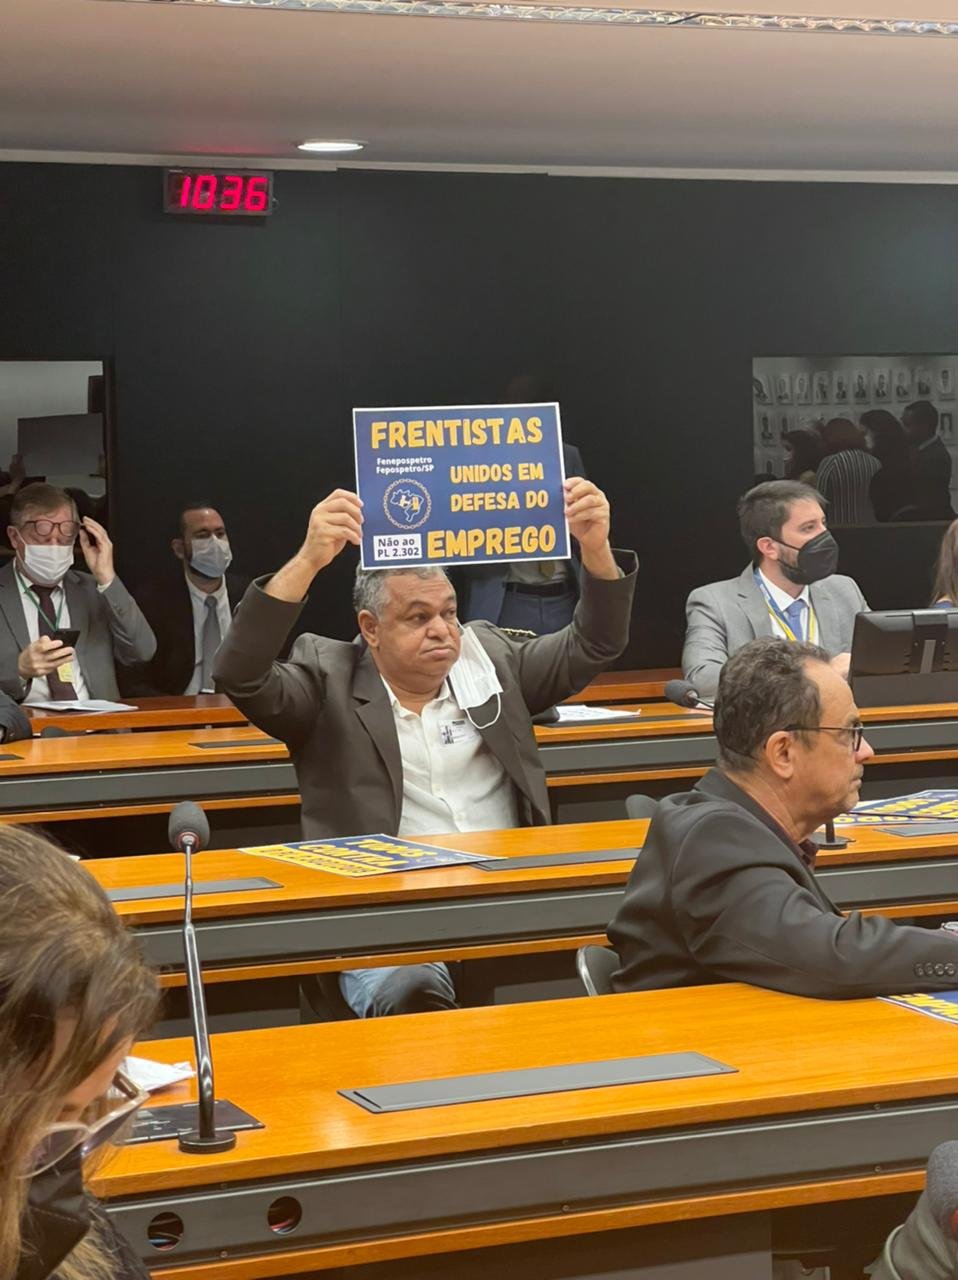 1036
FRENTISTAS
Fenepospetro
Fepospetro/SP
UNIDOS EM
DEFESA DO
Não ao
PL 2.302
EMPREGO